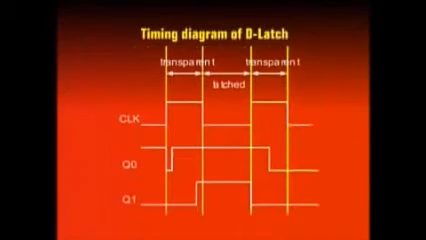 Timing diagram of D-Latch
transparent transparent
latched
CLK
Q0
Q1